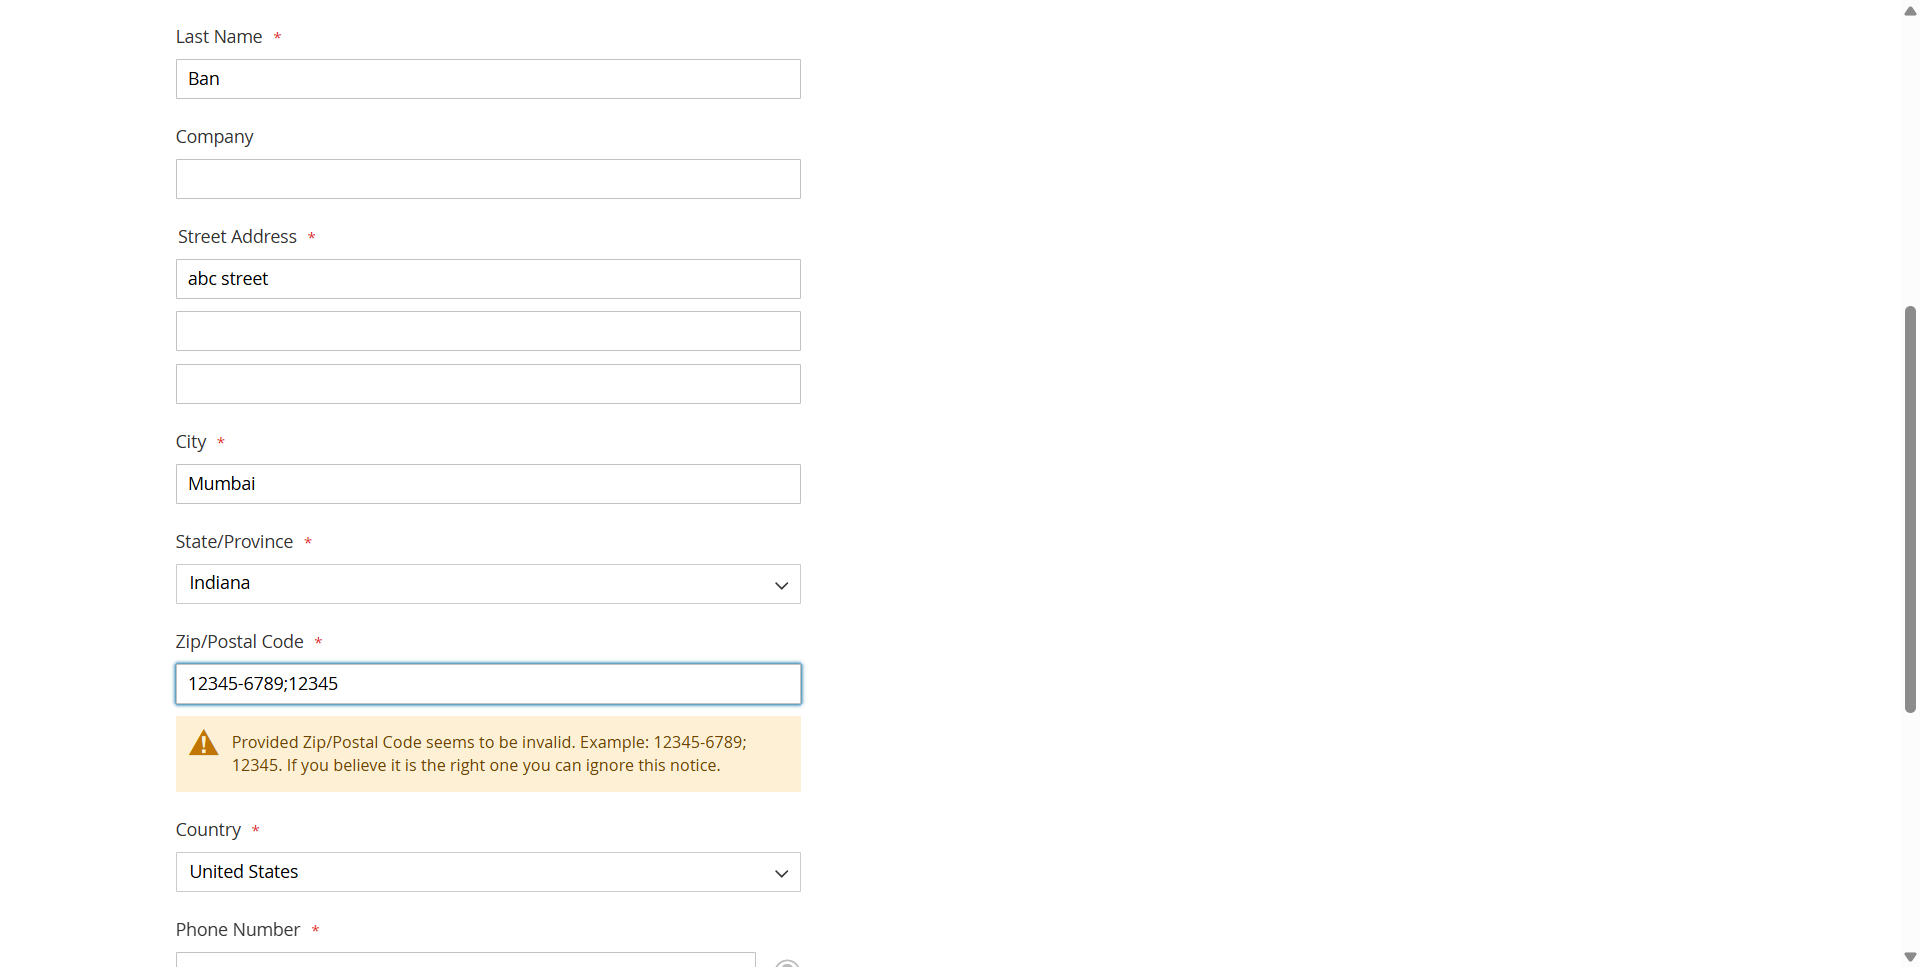 Last Name *
Ban
Company
Street Address *
abc street
City *
Mumbai
State/Province *
Indiana
Zip/Postal Code *
12345-6789;12345
Provided Zip/Postal Code seems to be invalid. Example: 12345-6789;
12345. If you believe it is the right one you can ignore this notice.
Country *
United States
Phone Number *